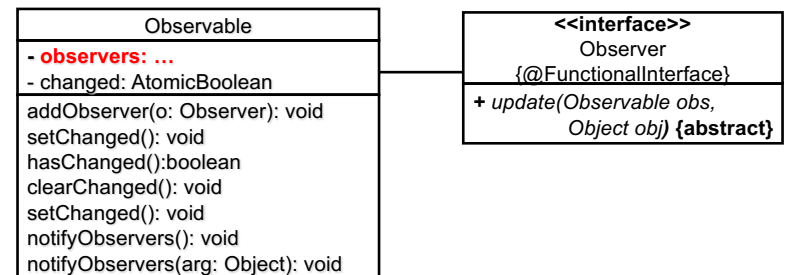 Observable
- observers: …
- changed: AtomicBoolean
addObserver(o: Observer): void
setChanged(): void
hasChanged():boolean
clearChanged(): void
setChanged(): void
notifyObservers(): void
notifyObservers(arg: Object): void
<<interface>>
Observer
{@FunctionalInterface}
+ update(Observable obs,
Object obj) {abstract}